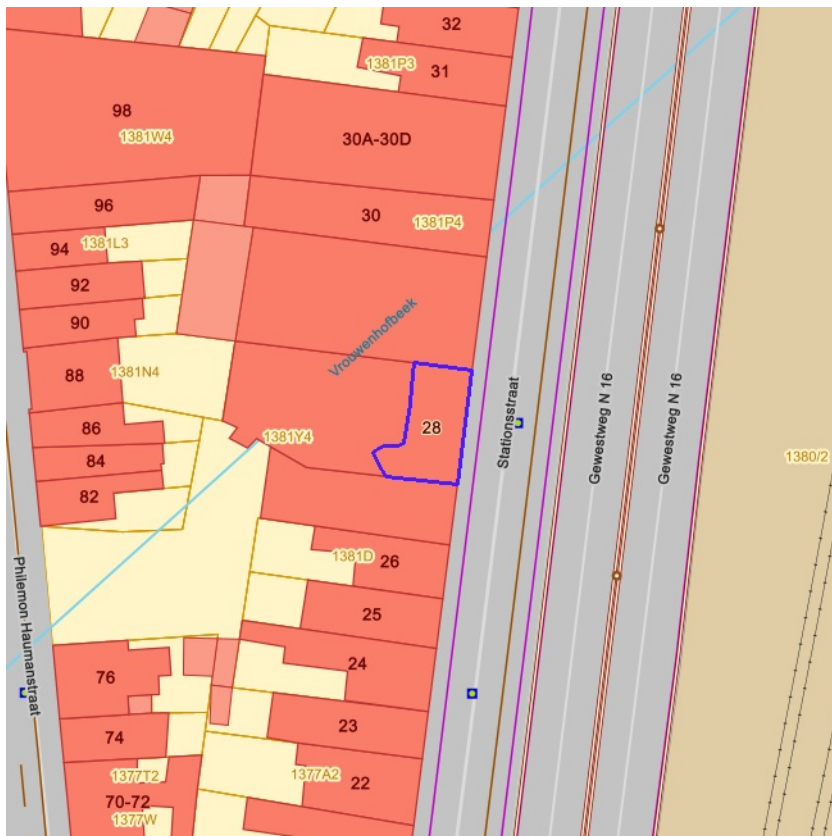 32
1381P3
31
98
1381W4
30A-30D
96
30
1381P4
94
1381L3
92
90
Vrouwenhofbeek
88
1381N4
28
Stationsstraat
Gewestweg N 16
Gewestweg N 16
86
1381Y4
84
1380/2
82
1381D
26
Philemon Haumanstraat
25
24
76
23
74
1377T2
1377A2
22
70-72
1377W